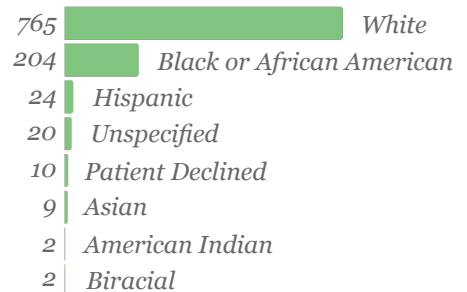 765 White
204 Black or African American
24 Hispanic
20 Unspecified
10 Patient Declined
9 Asian
2 American Indian
2 Biracial